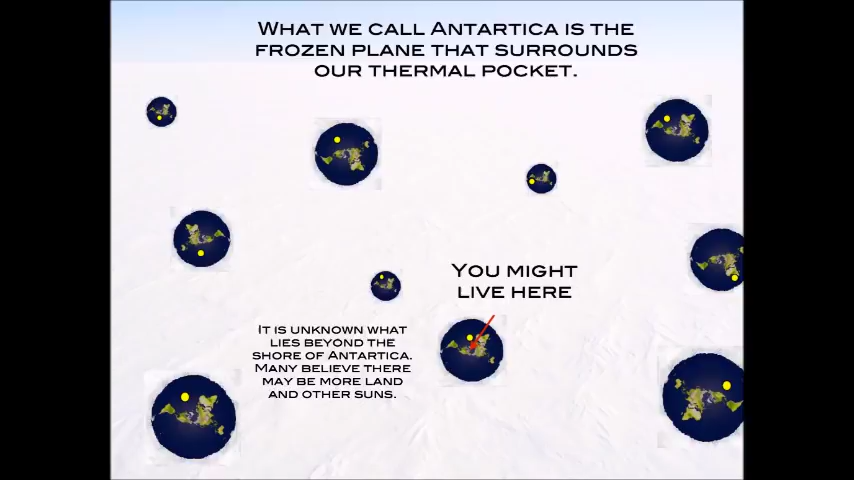 What we call Antartica is the
frozen plane that surrounds
our thermal pocket.
You might
live here
It is unknown what
lies beyond the
shore of Antartica.
Many believe there
may be more land
and other suns.